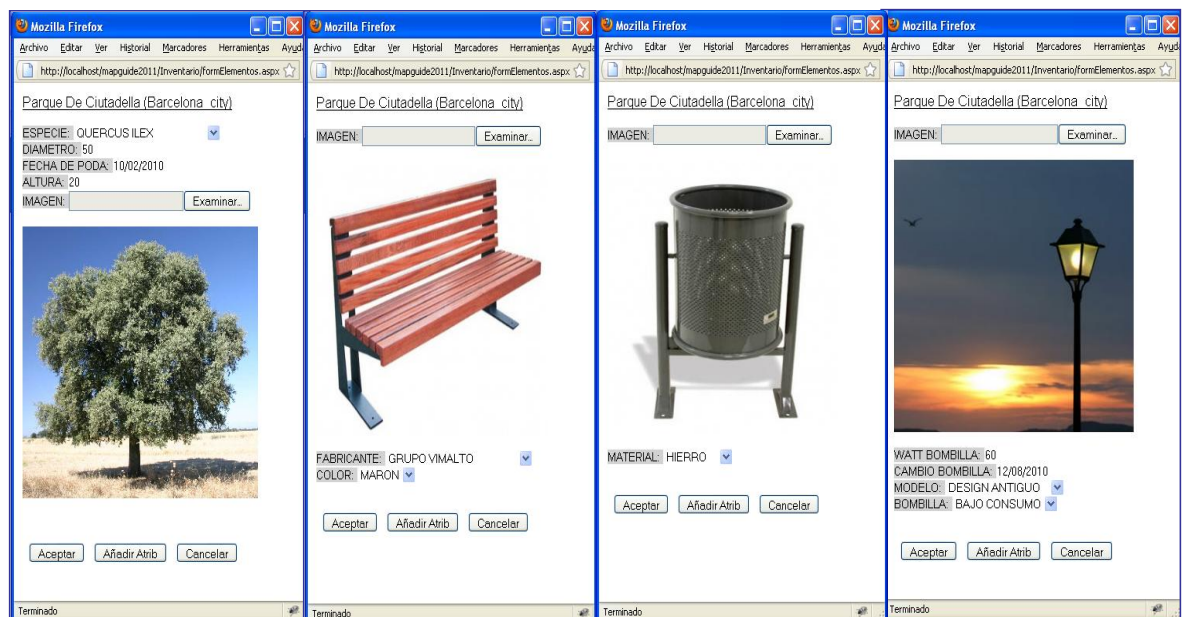 Mozilla Firefox
Archivo Editar Ver Historial Marcadores Herramientas Ayud
http://localhost/mapguide2011/Inventario/formElementos.aspx
Parque De Ciutadella (Barcelona city)
ESPECIE: QUERCUS ILEX
DIAMETRO: 50
FECHA DE PODA: 10/02/2010
ALTURA: 20
IMAGEN: Examinar..
Aceptar Añadir Atrib Cancelar
Terminado
Mozilla Firefox
Archivo Editar Ver Historial Marcadores Herramientas Ayuda
http://localhost/mapguide2011/Inventario/formElementos.aspx
Parque De Ciutadella (Barcelona city)
IMAGEN: Examinar..
FABRICANTE: GRUPO VIMALTO
COLOR: MARON
Aceptar Añadir Atrib Cancelar
Terminado
Mozilla Firefox
Archivo Editar Ver Historial Marcadores Herramientas Ayuda
http://localhost/mapguide2011/Inventario/formElementos.aspx
Parque De Ciutadella (Barcelona city)
IMAGEN: Examinar..
MATERIAL: HIERRO
Aceptar Añadir Atrib Cancelar
Terminado
Mozilla Firefox
Archivo Editar Ver Historial Marcadores Herramientas Ayud
http://localhost/mapguide2011/Inventario/formElementos.aspx
Parque De Ciutadella (Barcelona city)
IMAGEN: Examinar..
WATT BOMBILLA: 60
CAMBIO BOMBILLA: 12/08/2010
MODELO: DESIGN ANTIGUO
BOMBILLA: BAJO CONSUMO
Aceptar Añadir Atrib Cancelar
Terminado